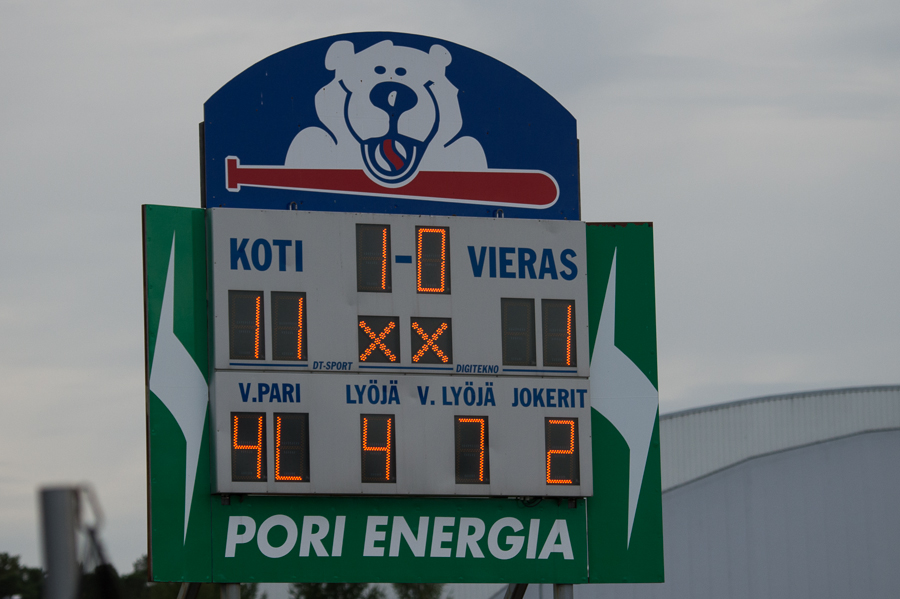 KOTI 1-0 VIERAS
11 XX 1
DT-SPORT DIGITEKNO
V.PARI LYÖJÄ V. LYÖJÄ JOKERIT
4L 4 7 2
PORI ENERGIA